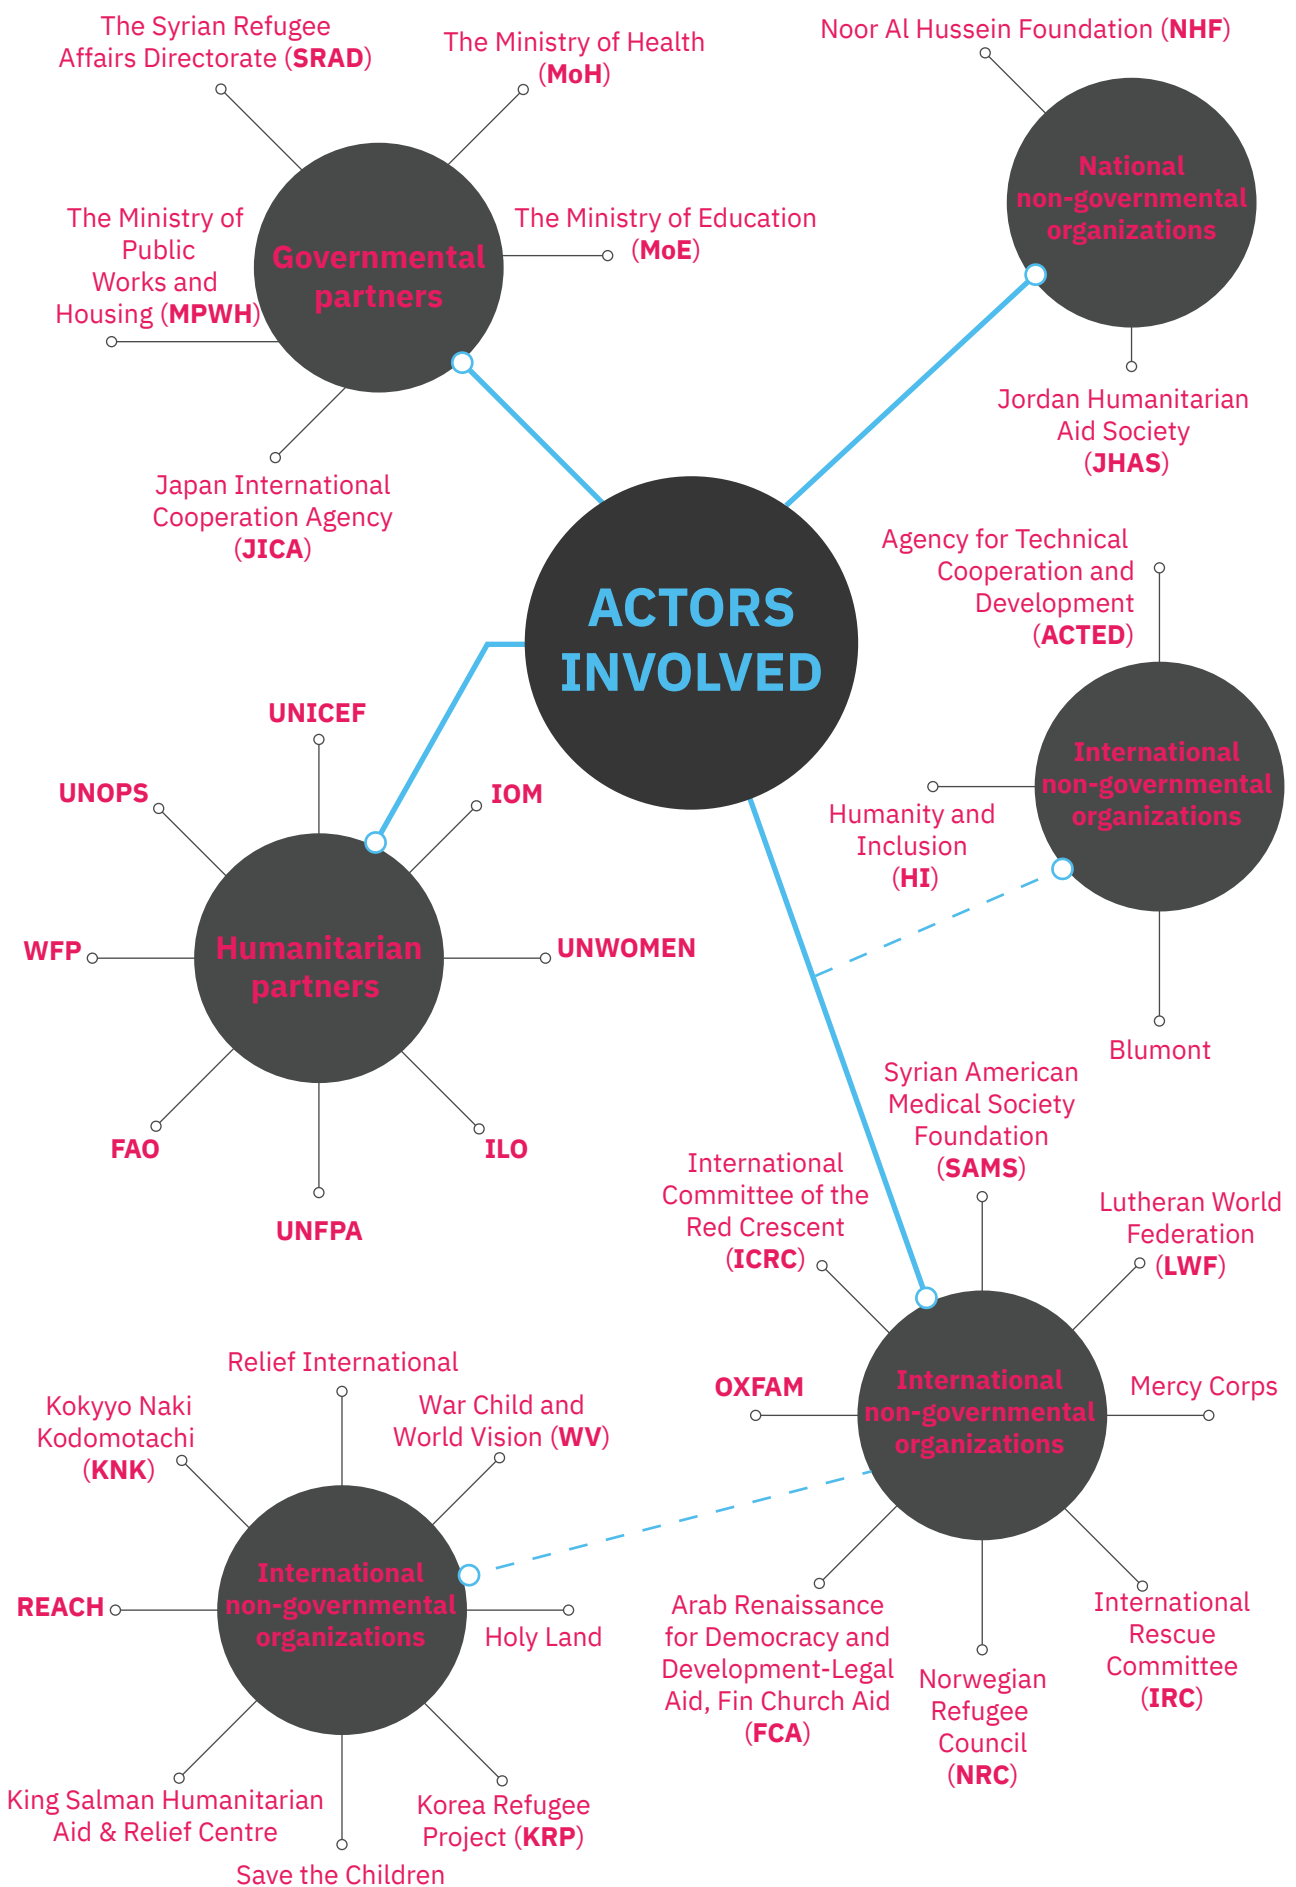 The Syrian Refugee
Affairs Directorate (SRAD)
The Ministry of Health
(MoH)
The Ministry of Education
(MoE)
The Ministry of
Public
Works and
Housing (MPWH)
Governmental
partners
Japan International
Cooperation Agency
(JICA)
Noor Al Hussein Foundation (NHF)
National
non-governmental
organizations
Jordan Humanitarian
Aid Society
(JHAS)
ACTORS
INVOLVED
Agency for Technical
Cooperation and
Development
(ACTED)
International
non-governmental
organizations
Humanity and
Inclusion
(HI)
Blumont
UNICEF
UNOPS
IOM
WFP
Humanitarian
partners
UNWOMEN
FAO
ILO
UNFPA
Syrian American
Medical Society
Foundation
(SAMS)
International
Committee of the
Red Crescent
(ICRC)
Lutheran World
Federation
(LWF)
OXFAM
International
non-governmental
organizations
Mercy Corps
Arab Renaissance
for Democracy and
Development-Legal
Aid, Fin Church Aid
(FCA)
Norwegian
Refugee
Council
(NRC)
International
Rescue
Committee
(IRC)
Relief International
Kokyyo Naki
Kodomotachi
(KNK)
War Child and
World Vision (WV)
REACH
International
non-governmental
organizations
Holy Land
King Salman Humanitarian
Aid & Relief Centre
Korea Refugee
Project (KRP)
Save the Children